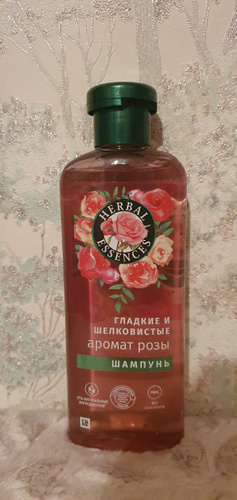 HERBAL
ESSENCES
ГЛАДКИЕ И
ШЕЛКОВИСТЫЕ
аромат розы
ШАМПУНЬ